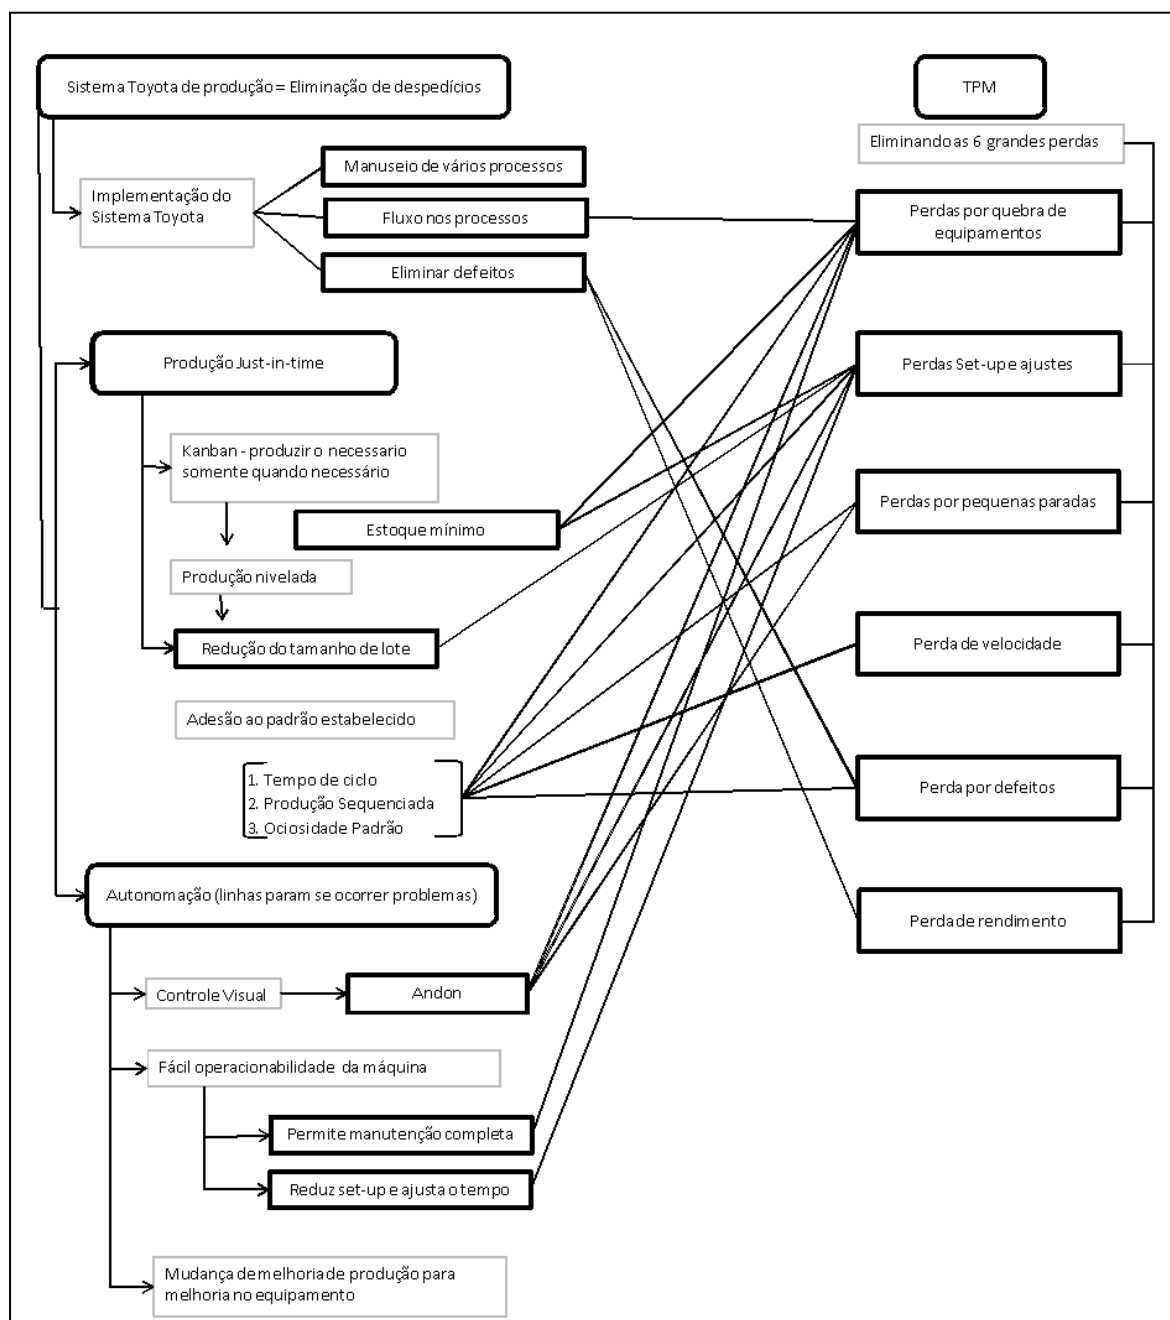 Sistema Toyota de produção = Eliminação de despedícios
TPM
Eliminando as 6 grandes perdas
Manuseio de vários processos
Implementação do
Sistema Toyota
Fluxo nos processos
Perdas por quebra de
equipamentos
Eliminar defeitos
Produção Just-in-time
Perdas Set-up e ajustes
Kanban - produzir o necessario
somente quando necessário
Perdas por pequenas paradas
Estoque mínimo
Produção nivelada
Redução do tamanho de lote
Perda de velocidade
Adesão ao padrão estabelecido
1. Tempo de ciclo
2. Produção Sequenciada
3. Ociosidade Padrão
Perda por defeitos
Autonomação (linhas param se ocorrer problemas)
Perda de rendimento
Controle Visual
Andon
Fácil operacionabilidade da máquina
Permite manutenção completa
Reduz set-up e ajusta o tempo
Mudança de melhoria de produção para
melhoria no equipamento